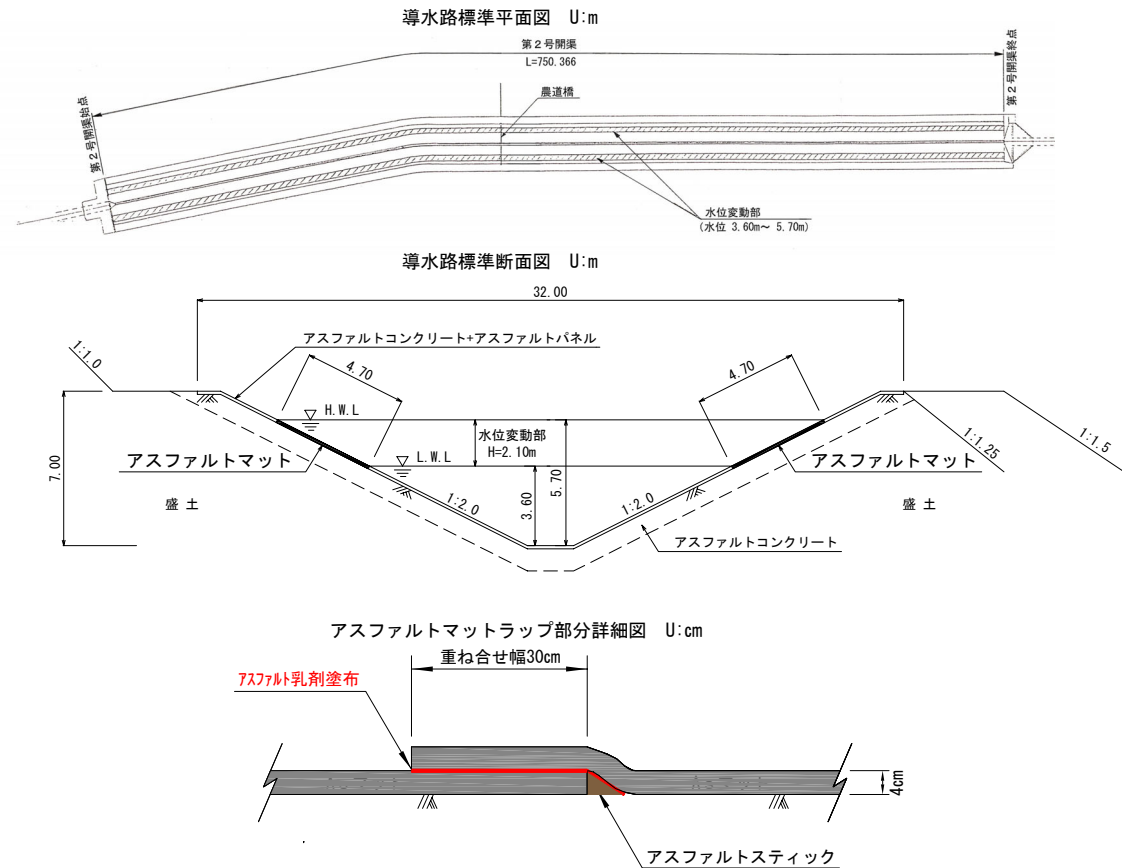 導水路標準平面図 U:m
第2号開渠
L=750.366
第2号開渠始点
第2号開渠終点
農道橋
水位変動部
(水位 3.60m～ 5.70m)
導水路標準断面図 U:m
32.00
アスファルトコンクリート+アスファルトパネル
1:1.0
4.70
4.70
H.W.L
水位変動部
H=2.10m
L.W.L
アスファルトマット
アスファルトマット
7.00
5.70
3.60
1:2.0
1:2.0
1:1.25
1:1.5
盛 土
盛 土
アスファルトコンクリート
アスファルトマットラップ部分詳細図 U:cm
重ね合せ幅30cm
ｱｽﾌｧﾙﾄ乳剤塗布
4cm
アスファルトスティック